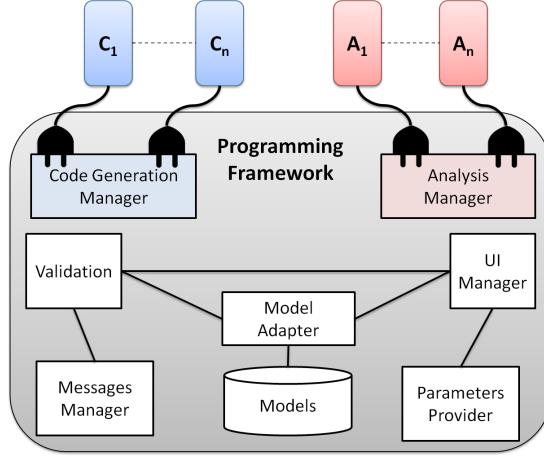 C1
Cn
A1
An
Programming
Framework
Code Generation
Manager
Analysis
Manager
Validation
UI
Manager
Model
Adapter
Messages
Manager
Models
Parameters
Provider